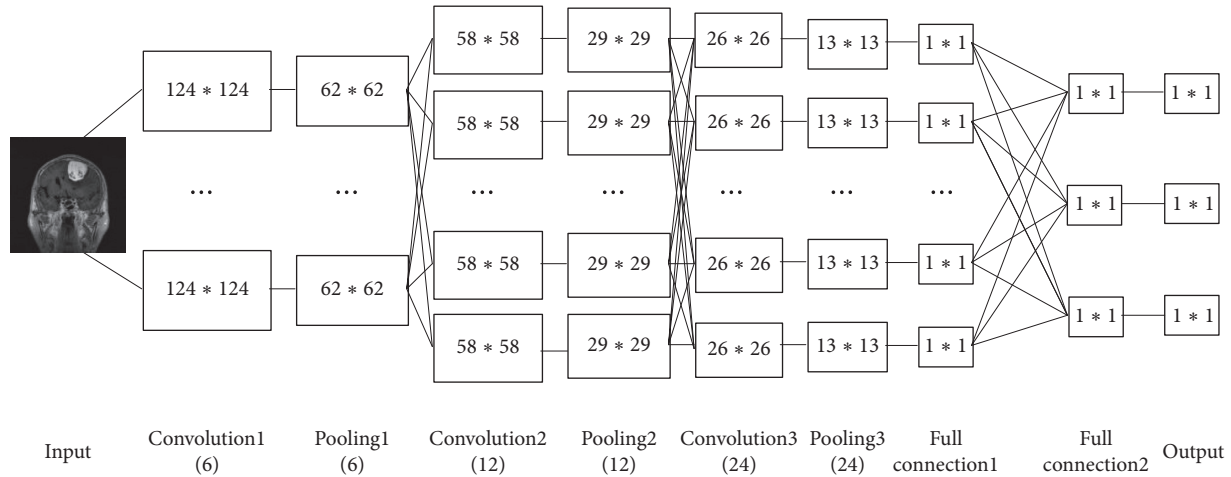 58 * 58 29 * 29 26 * 26 13 * 13 1 * 1
124 * 124 62 * 62 1 * 1 1 * 1
58 * 58 29 * 29 26 * 26 13 * 13 1 * 1
... ... ... ... ... ... ...
1 * 1 1 * 1
58 * 58 29 * 29 26 * 26 13 * 13 1 * 1
124 * 124 62 * 62
1 * 1 1 * 1
58 * 58 29 * 29 26 * 26 13 * 13 1 * 1
Input Convolution1 Pooling1 Convolution2 Pooling2 Convolution3 Pooling3 Full Full Output
(6) (6) (12) (12) (24) (24) connection1 connection2